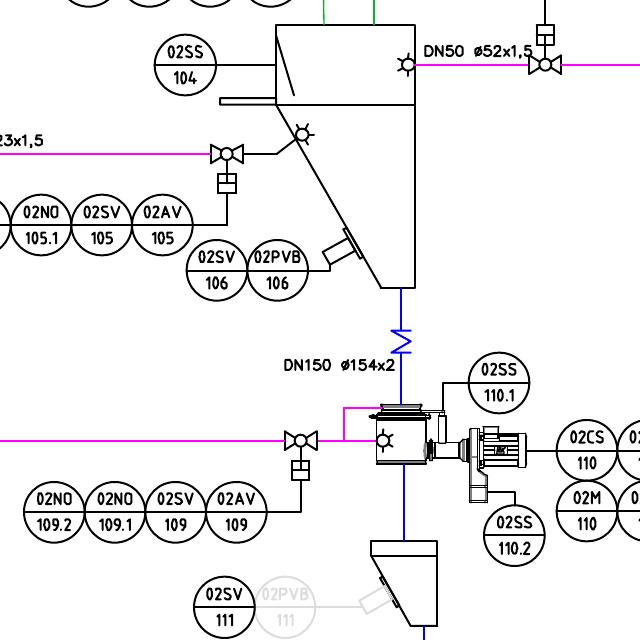 02SS
104
DN50 Ø52x1,5
23x1,5
02NO
105.1
02SV
105
02AV
105
02SV
106
02PVB
106
DN150 Ø154x2
02SS
110.1
02CS
110
02M
110
02NO
109.2
02NO
109.1
02SV
109
02AV
109
02SS
110.2
02SV
111
02PVB
111